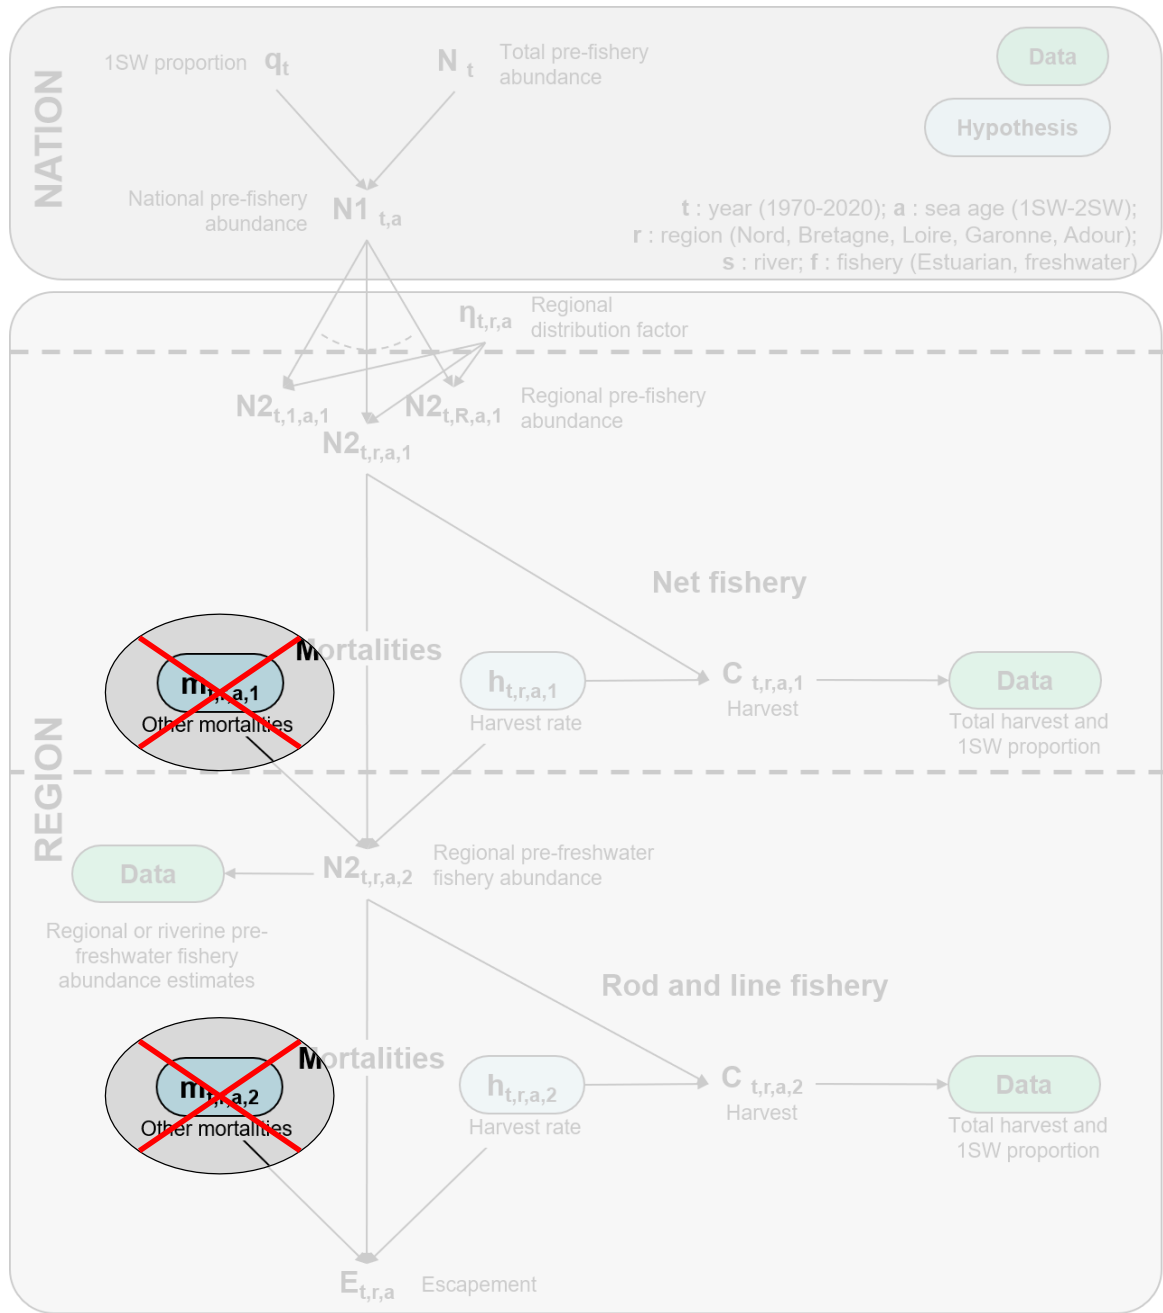 NATION
1SW proportion q_t
N_t Total pre-fishery
abundance
Data
Hypothesis
National pre-fishery
abundance
N1_t,a
t : year (1970-2020); a : sea age (1SW-2SW);
r : region (Nord, Bretagne, Loire, Garonne, Adour);
s : river; f : fishery (Estuarian, freshwater)
η_t,r,a Regional
distribution factor
N2_t,1,a,1
N2_t,r,a,1
N2_t,R,a,1
Regional pre-fishery
abundance
REGION
Net fishery
Mortalities
m_t,r,a,1
Other mortalities
h_t,r,a,1
Harvest rate
C_t,r,a,1
Harvest
Data
Total harvest and
1SW proportion
Data
N2_t,r,a,2
Regional pre-freshwater
fishery abundance
Regional or riverine pre-
freshwater fishery
abundance estimates
Rod and line fishery
Mortalities
m_t,r,a,2
Other mortalities
h_t,r,a,2
Harvest rate
C_t,r,a,2
Harvest
Data
Total harvest and
1SW proportion
E_t,r,a Escapement